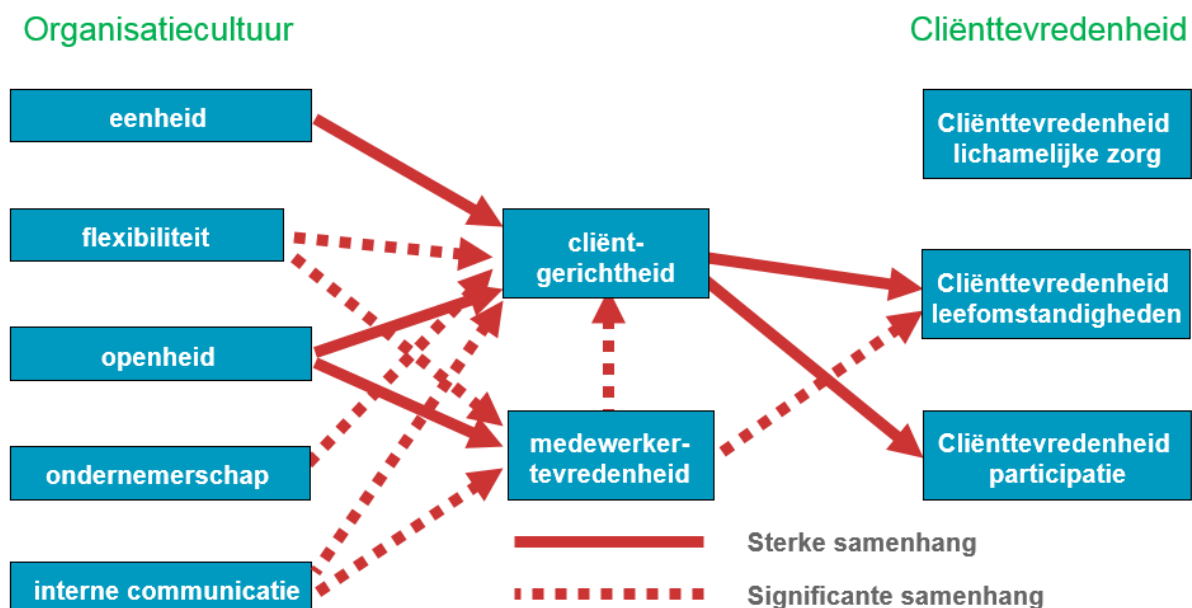 Organisatiecultuur
Cliënttevredenheid
eenheid
flexibiliteit
openheid
ondernemerschap
interne communicatie
cliënt-
gerichtheid
medewerker-
tevredenheid
Cliënttevredenheid
lichamelijke zorg
Cliënttevredenheid
leefomstandigheden
Cliënttevredenheid
participatie
Sterke samenhang
Significante samenhang